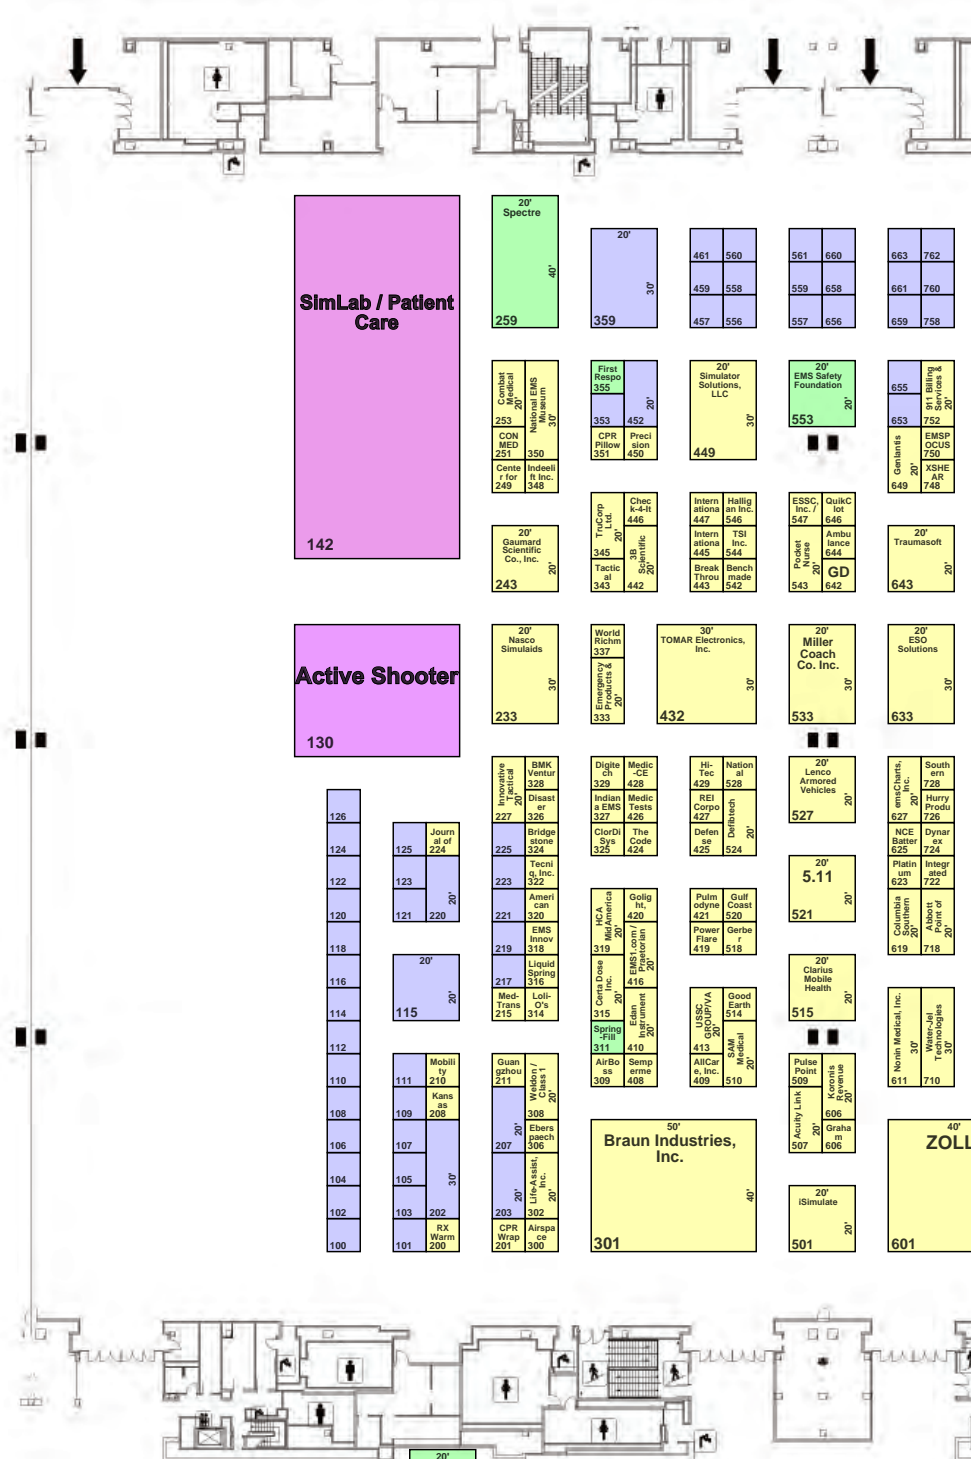 20'
Spectre
40'
259
20'
30'
359
461
560
459
558
457
556
561
660
559
658
557
656
663
762
661
760
659
758
SimLab / Patient
Care
142
Combat
Medical
20'
253
National EMS
Museum
30'
350
CON
MED
251
Cente
r for
249
Indeeli
ft Inc.
348
First
Respo
355
353
20'
452
CPR
Pillow
351
Preci
sion
450
20'
Simulator
Solutions,
LLC
30'
449
20'
EMS Safety
Foundation
20'
553
655
653
911 Billing
Services &
20'
752
Genlantis
20'
649
EMSP
OCUS
750
XSHE
AR
748
20'
Gaumard
Scientific
Co., Inc.
20'
243
TruCorp
Ltd.
20'
345
Chec
k-4-It
446
Tactic
al
343
3B
Scientific
20'
442
Intern
ationa
447
Hallig
an Inc.
546
Intern
ationa
445
TSI
Inc.
544
Break
Throu
443
Bench
made
542
ESSC,
Inc. /
547
QuikC
lot
646
Pocket
Nurse
20'
543
Ambu
lance
644
GD
642
20'
Traumasoft
20'
643
Active Shooter
130
20'
Nasco
Simulaids
30'
233
World
Richm
337
Emergency
Products &
20'
333
30'
TOMAR Electronics,
Inc.
30'
432
20'
Miller
Coach
Co. Inc.
30'
533
20'
ESO
Solutions
30'
633
Innovative
Tactical
20'
227
BMK
Ventur
328
Disast
er
326
225
Bridge
stone
324
223
Tecni
q, Inc.
322
221
Ameri
can
320
219
EMS
Innov
318
217
Liquid
Spring
316
Med-
Trans
215
Loli-
O's
314
Digite
ch
329
Medic
-CE
428
Indian
a EMS
327
Medic
Tests
426
ClorDi
Sys
325
The
Code
424
Hi-
Tec
429
Nation
al
528
REI
Corpo
427
Defibtech
20'
524
Defen
se
425
20'
Lenco
Armored
Vehicles
20'
527
emsCharts,
Inc.
20'
627
South
ern
728
Hurry
Produ
726
NCE
Batter
625
Dynar
ex
724
Platin
um
623
Integr
ated
722
Columbia
Southern
20'
619
Abbott
Point of
20'
718
126
124
122
120
118
116
114
112
110
108
106
104
102
100
125
Journ
al of
224
123
121
20'
220
20'
20'
115
HCA
MidAmerica
20'
319
Golig
ht,
420
EMS1.com /
Praetorian
20'
416
Certa Dose
Inc.
20'
315
Edan
Instrument
20'
410
Spring
-Fill
311
AirBo
ss
309
Semp
erme
408
Pulm
odyne
421
Gulf
Coast
520
Power
Flare
419
Gerbe
r
518
20'
5.11
20'
521
20'
Clarius
Mobile
Health
20'
515
USSC
GROUP/VA
20'
413
Good
Earth
514
SAM
Medical
20'
510
AllCar
e, Inc.
409
Nonin Medical, Inc.
30'
611
Water-Jel
Technologies
30'
710
111
Mobili
ty
210
109
Kans
as
208
107
105
103
30'
202
101
RX
Warm
200
Guan
gzhou
211
Weldon /
Class 1
20'
308
20'
207
Ebers
paech
306
20'
203
Life-Assist,
Inc.
20'
302
CPR
Wrap
201
Airspa
ce
300
50'
Braun Industries,
Inc.
40'
301
Pulse
Point
509
Koronis
Revenue
20'
606
Acuity Link
20'
507
Graha
m
606
20'
iSimulate
20'
501
40'
ZOLL
601
20'